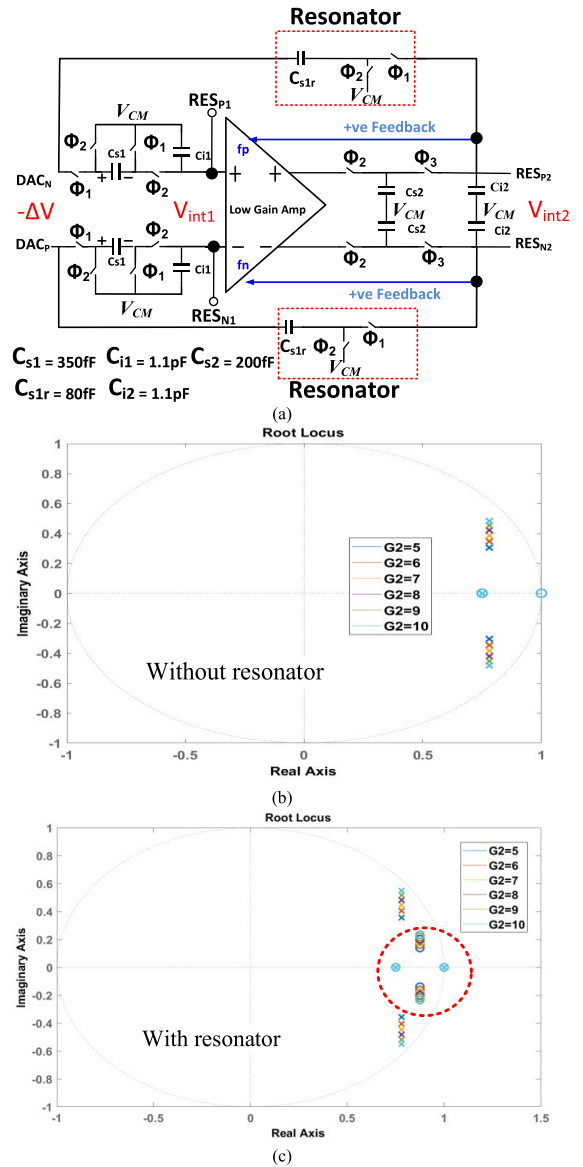 Resonator
Cs1r
Φ2
Φ1
VCM
RESP1
+ve Feedback
VCM
Φ2
Cs1
Φ1
Ci1
fp
Φ2
Φ3
RESP2
DACN
Φ1
+ −
Φ2
+ +
Cs2
Ci2
-ΔV
Vint1
Low Gain Amp
VCM
VCM
Vint2
DACP
Φ1
+ −
Φ2
− −
Cs2
Ci2
RESN2
Φ2
Cs1
Φ1
Ci1
fn
Φ2
Φ3
VCM
RESN1
+ve Feedback
Cs1r
Φ2
Φ1
VCM
Cs1 = 350fF Ci1 = 1.1pF Cs2 = 200fF
Cs1r = 80fF Ci2 = 1.1pF
Resonator
(a)
Root Locus
Imaginary Axis
1
0.8
0.6
0.4
0.2
0
-0.2
-0.4
-0.6
-0.8
-1
G2=5
G2=6
G2=7
G2=8
G2=9
G2=10
Without resonator
-1 -0.5 0 0.5 1
Real Axis
(b)
Root Locus
Imaginary Axis
1
0.8
0.6
0.4
0.2
0
-0.2
-0.4
-0.6
-0.8
-1
G2=5
G2=6
G2=7
G2=8
G2=9
G2=10
With resonator
-1 -0.5 0 0.5 1 1.5
Real Axis
(c)